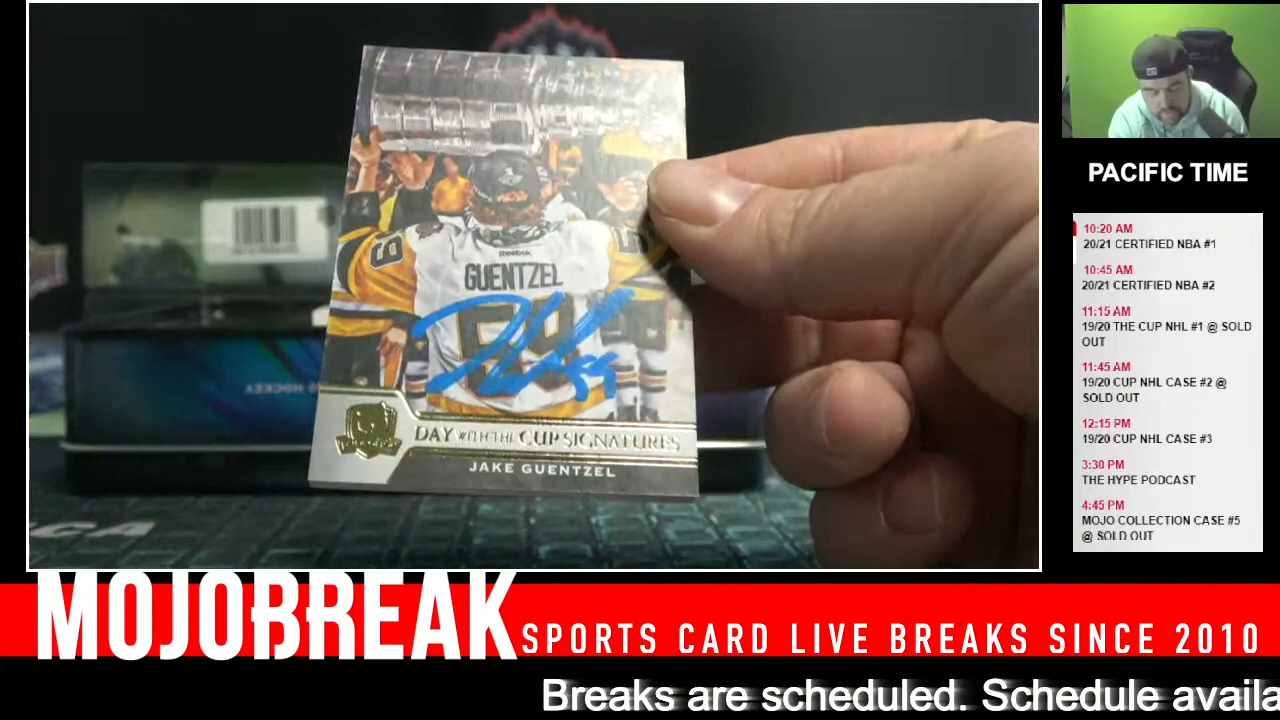 Reebok
GUENTZEL
59
DAY WITH THE CUP SIGNATURES
JAKE GUENTZEL
PACIFIC TIME
10:20 AM
20/21 CERTIFIED NBA #1
10:45 AM
20/21 CERTIFIED NBA #2
11:15 AM
19/20 THE CUP NHL #1 @ SOLD
OUT
11:45 AM
19/20 CUP NHL CASE #2 @
SOLD OUT
12:15 PM
19/20 CUP NHL CASE #3
3:30 PM
THE HYPE PODCAST
4:45 PM
MOJO COLLECTION CASE #5
@ SOLD OUT
MOJOBREAK
SPORTS CARD LIVE BREAKS SINCE 2010
Breaks are scheduled. Schedule availa